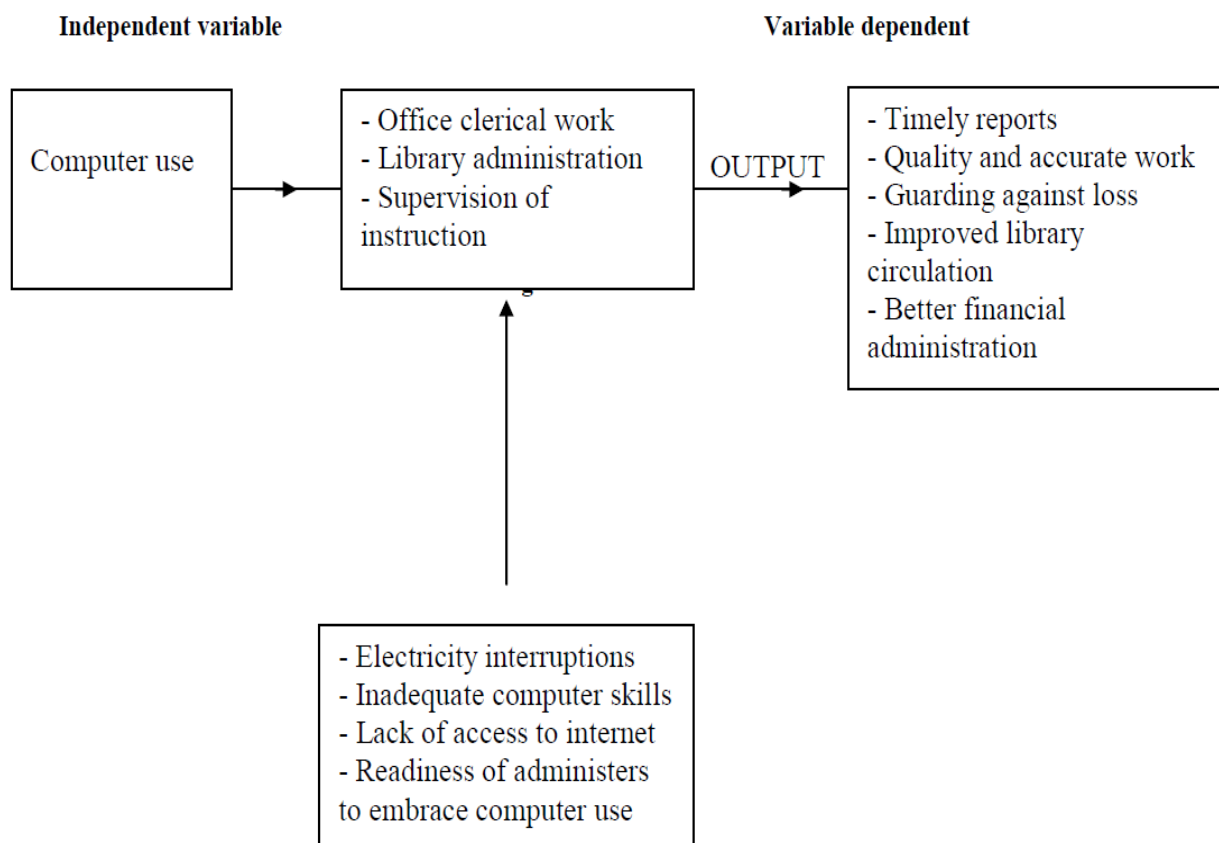 Independent variable
Variable dependent
Computer use
- Office clerical work
- Library administration
- Supervision of
instruction
OUTPUT
- Timely reports
- Quality and accurate work
- Guarding against loss
- Improved library
circulation
- Better financial
administration
- Electricity interruptions
- Inadequate computer skills
- Lack of access to internet
- Readiness of administers
to embrace computer use